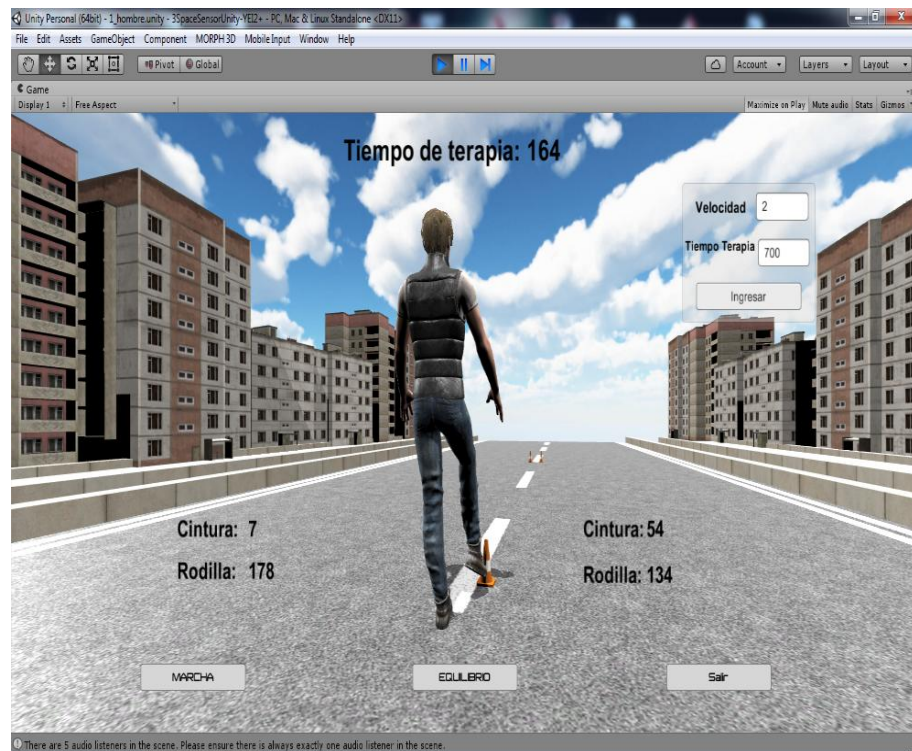 Unity Personal (64bit) - 1_hombre.unity - 3SpaceSensorUnity-YEI2+ - PC, Mac & Linux Standalone <DX11>
File Edit Assets GameObject Component MORPH 3D Mobile Input Window Help
Pivot Global Account Layers Layout
Game
Display 1 Free Aspect Maximize on Play Mute audio Stats Gizmos
Tiempo de terapia: 164
Velocidad 2
Tiempo Terapia 700
Ingresar
Cintura: 7 Cintura: 54
Rodilla: 178 Rodilla: 134
MARCHA EQUILIBRIO Salir
There are 5 audio listeners in the scene. Please ensure there is always exactly one audio listener in the scene.